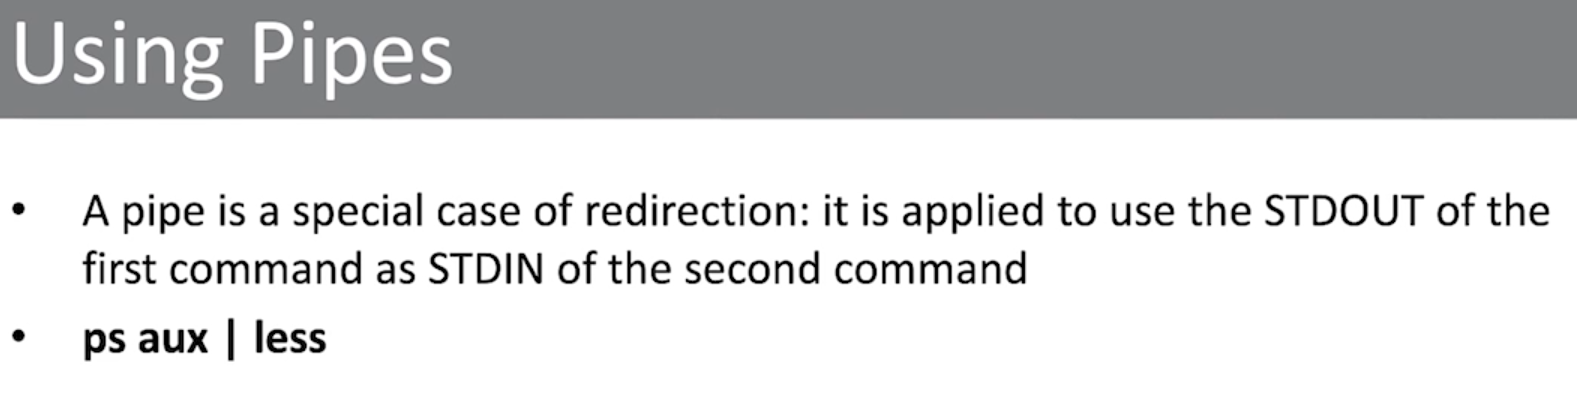 Using Pipes
• A pipe is a special case of redirection: it is applied to use the STDOUT of the
first command as STDIN of the second command
• ps aux | less